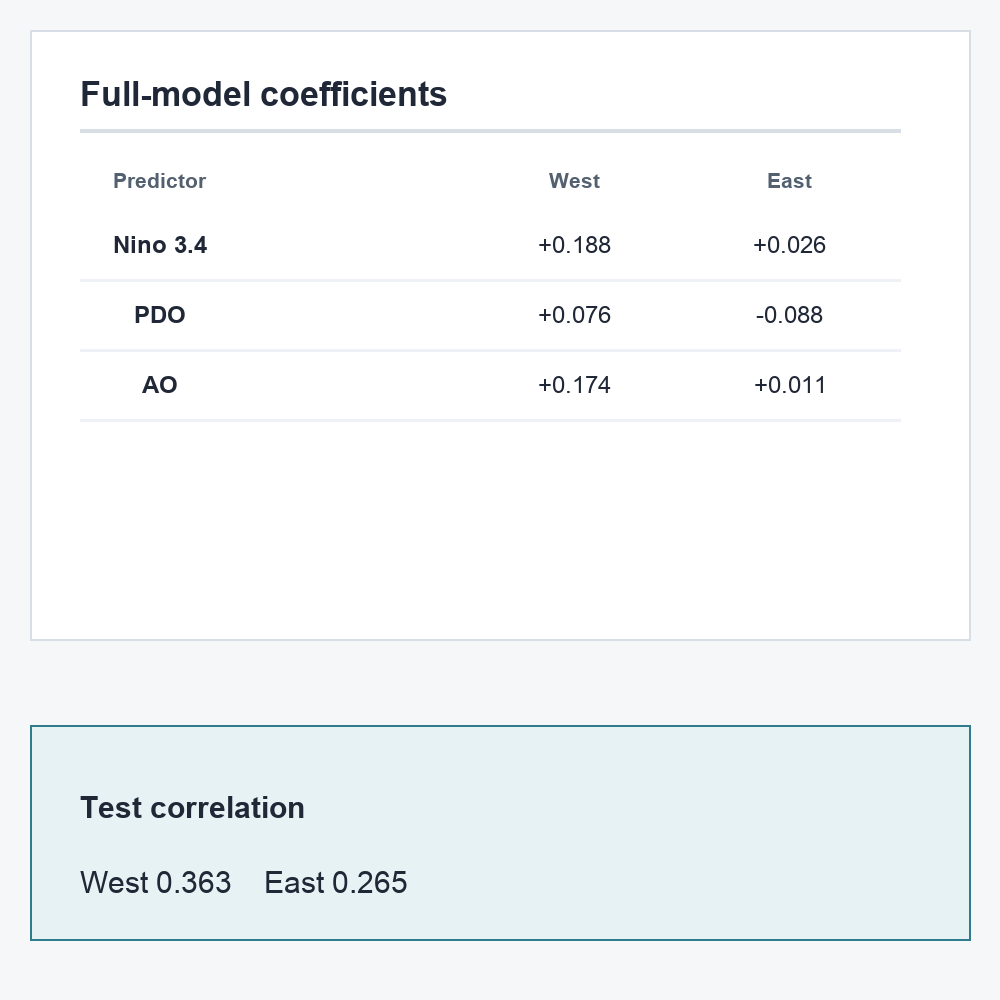 Full-model coefficients
Predictor West East
Nino 3.4 +0.188 +0.026
PDO +0.076 -0.088
AO +0.174 +0.011
Test correlation
West 0.363 East 0.265